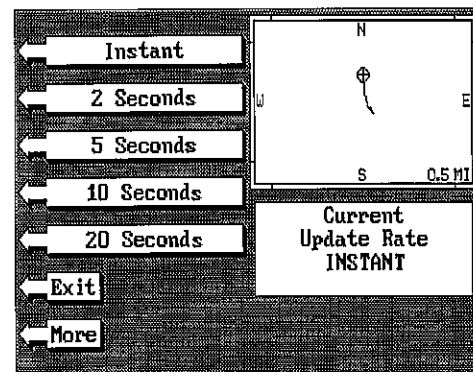 Instant
2 Seconds
5 Seconds
10 Seconds
20 Seconds
Exit
More
N
W E
S 0.5 MI
Current
Update Rate
INSTANT